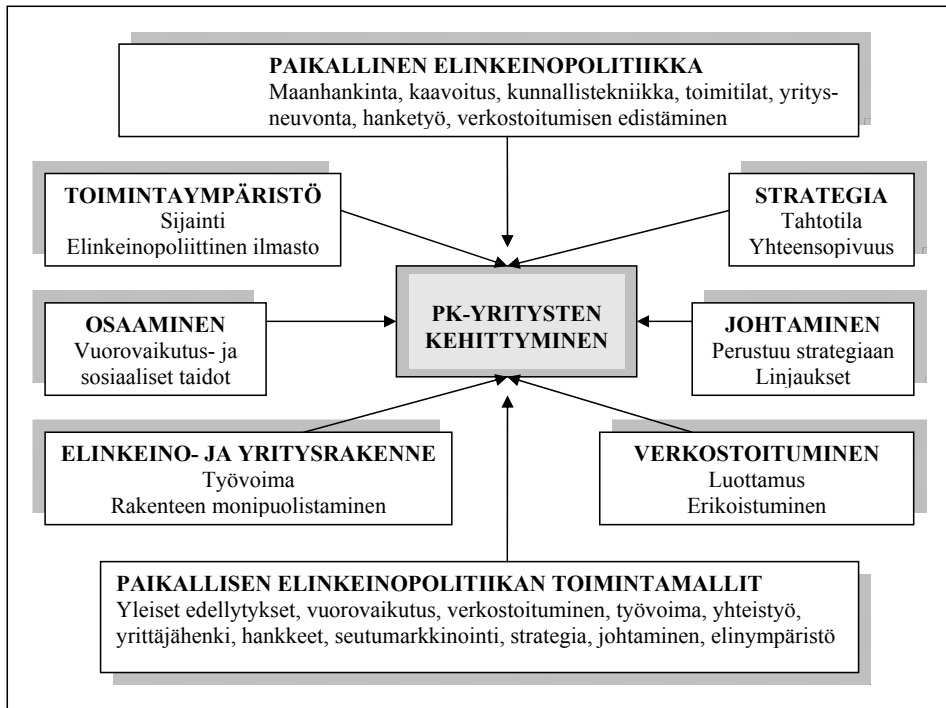 PAIKALLINEN ELINKEINOPOLITIIKKA
Maanhankinta, kaavoitus, kunnallistekniikka, toimitilat, yritys-
neuvonta, hanketyö, verkostoitumisen edistäminen
TOIMINTAYMPÄRISTÖ
Sijainti
Elinkeinopoliittinen ilmasto
STRATEGIA
Tahtotila
Yhteensopivuus
OSAAMINEN
Vuorovaikutus- ja
sosiaaliset taidot
PK-YRITYSTEN
KEHITTYMINEN
JOHTAMINEN
Perustuu strategiaan
Linjaukset
ELINKEINO- JA YRITYSRAKENNE
Työvoima
Rakenteen monipuolistaminen
VERKOSTOITUMINEN
Luottamus
Erikoistuminen
PAIKALLISEN ELINKEINOPOLITIIKAN TOIMINTAMALLIT
Yleiset edellytykset, vuorovaikutus, verkostoituminen, työvoima, yhteistyö,
yrittäjähenki, hankkeet, seutumarkkinointi, strategia, johtaminen, elinympäristö